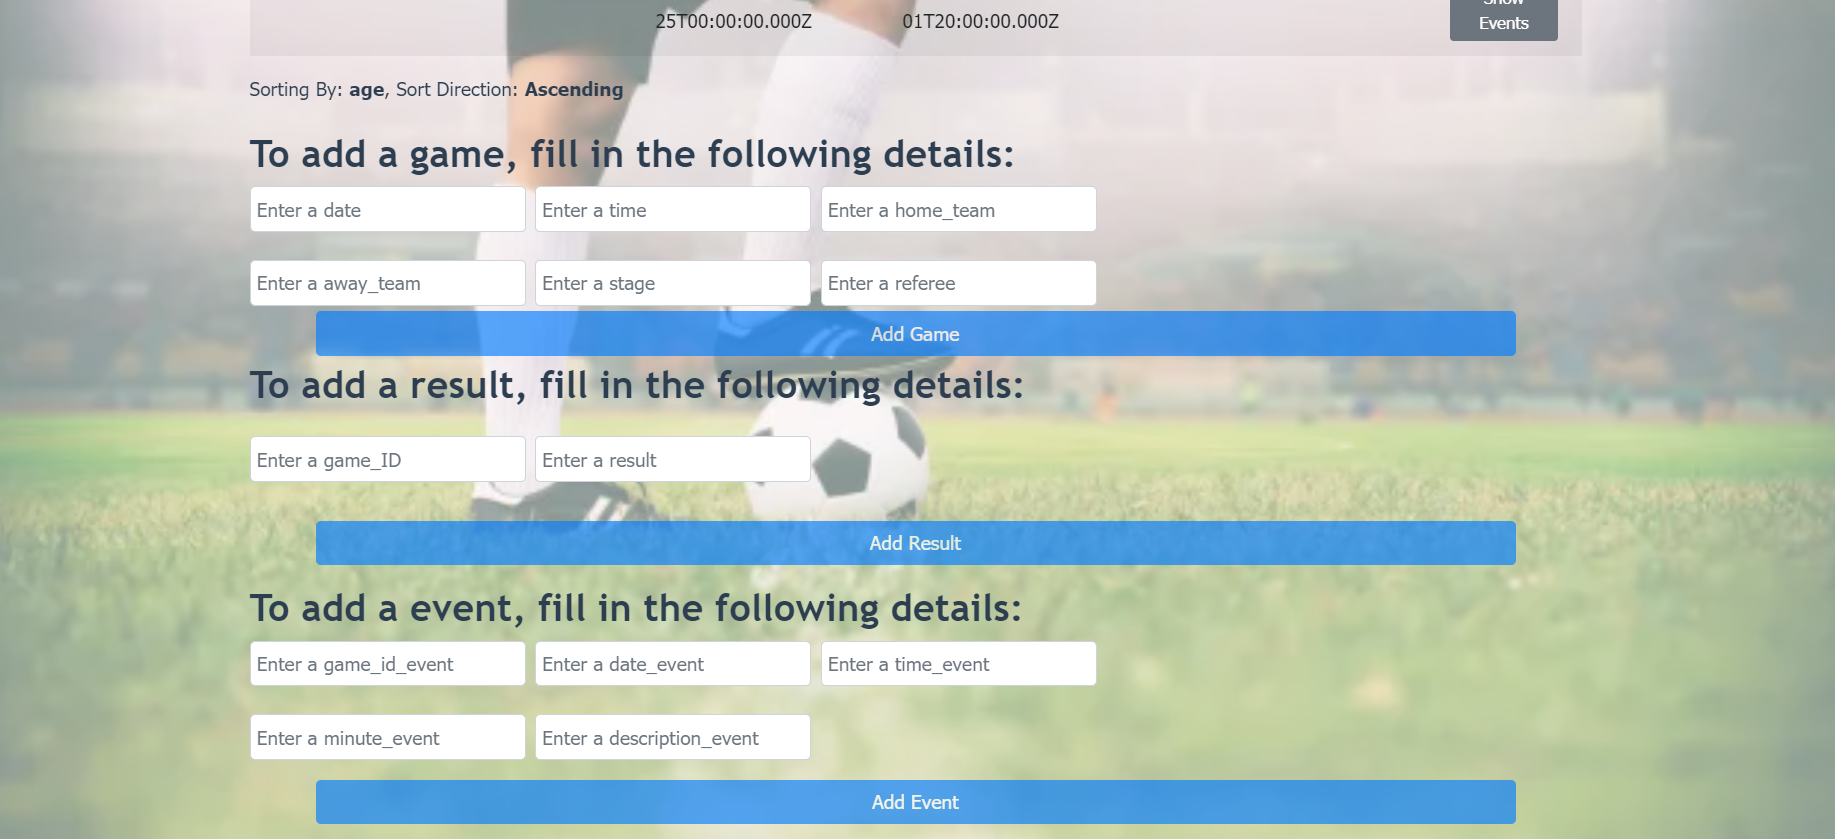 Show
25T00:00:00.000Z 01T20:00:00.000Z Events
Sorting By: age, Sort Direction: Ascending
To add a game, fill in the following details:
Enter a date Enter a time Enter a home_team
Enter a away_team Enter a stage Enter a referee
Add Game
To add a result, fill in the following details:
Enter a game_ID Enter a result
Add Result
To add a event, fill in the following details:
Enter a game_id_event Enter a date_event Enter a time_event
Enter a minute_event Enter a description_event
Add Event